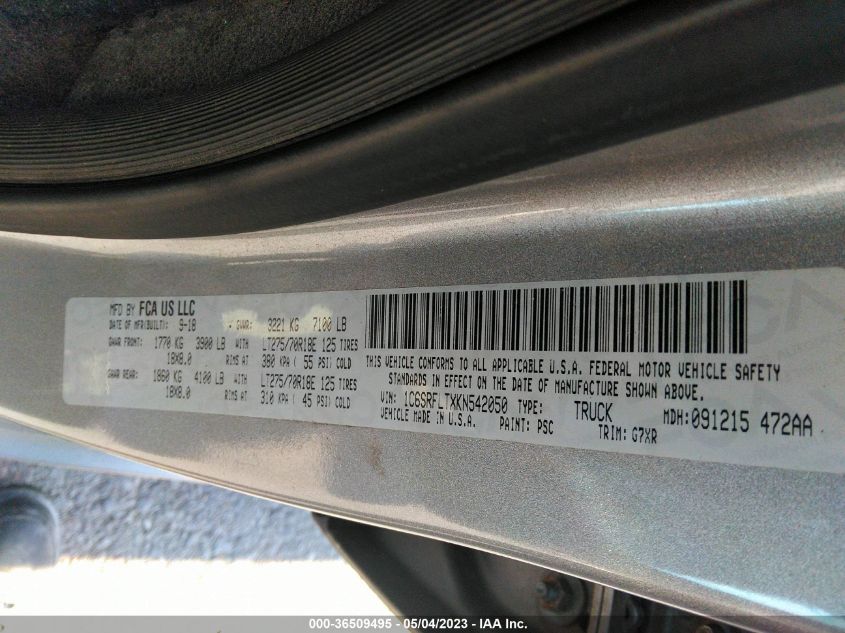 MFD BY FCA US LLC
DATE OF MFR(BUILT): 9-18 GVWR: 3221 KG 7100 LB
GAWR FRONT: 1770 KG 3900 LB WITH LT275/70R18E 125 TIRES
18X8.0 RIMS AT 380 KPA ( 55 PSI) COLD
GAWR REAR: 1860 KG 4100 LB WITH LT275/70R18E 125 TIRES
18X8.0 RIMS AT 310 KPA ( 45 PSI) COLD
THIS VEHICLE CONFORMS TO ALL APPLICABLE U.S.A. FEDERAL MOTOR VEHICLE SAFETY
STANDARDS IN EFFECT ON THE DATE OF MANUFACTURE SHOWN ABOVE.
VIN: 1C6SRFLTXKN542050 TYPE: TRUCK MDH:091215 472AA
VEHICLE MADE IN U.S.A. PAINT: PSC TRIM: G7XR
000-36509495 - 05/04/2023 - © IAA Inc.